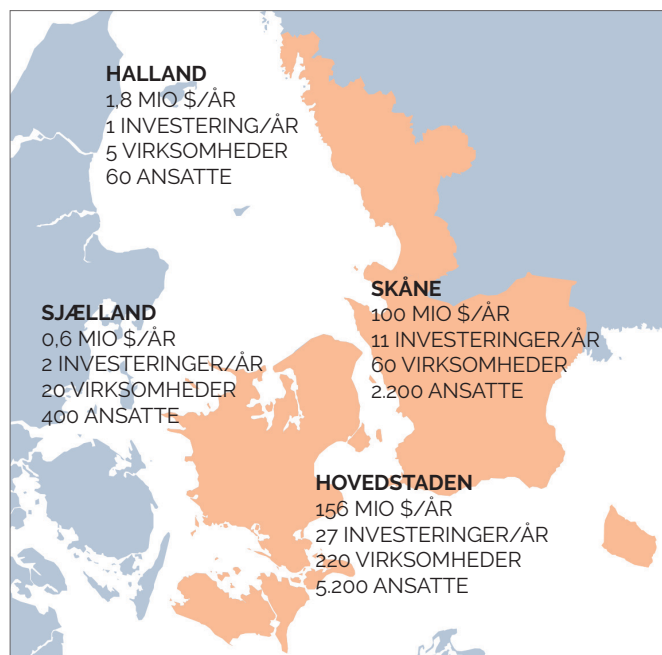 HALLAND
1,8 MIO $/ÅR
1 INVESTERING/ÅR
5 VIRKSOMHEDER
60 ANSATTE
SJÆLLAND
0,6 MIO $/ÅR
2 INVESTERINGER/ÅR
20 VIRKSOMHEDER
400 ANSATTE
SKÅNE
100 MIO $/ÅR
11 INVESTERINGER/ÅR
60 VIRKSOMHEDER
2.200 ANSATTE
HOVEDSTADEN
156 MIO $/ÅR
27 INVESTERINGER/ÅR
220 VIRKSOMHEDER
5.200 ANSATTE